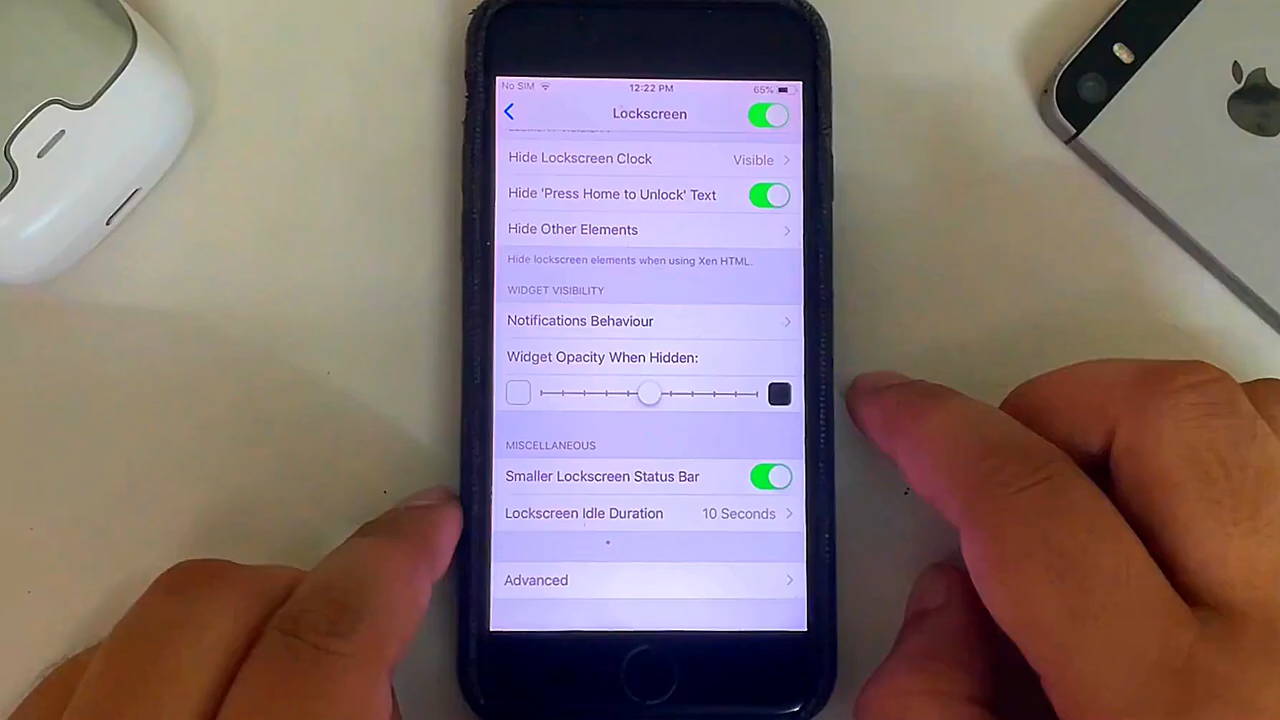 No SIM 12:22 PM 65%
Lockscreen
Hide Lockscreen Clock Visible
Hide 'Press Home to Unlock' Text
Hide Other Elements
Hide lockscreen elements when using Xen HTML.
WIDGET VISIBILITY
Notifications Behaviour
Widget Opacity When Hidden:
MISCELLANEOUS
Smaller Lockscreen Status Bar
Lockscreen Idle Duration 10 Seconds
Advanced